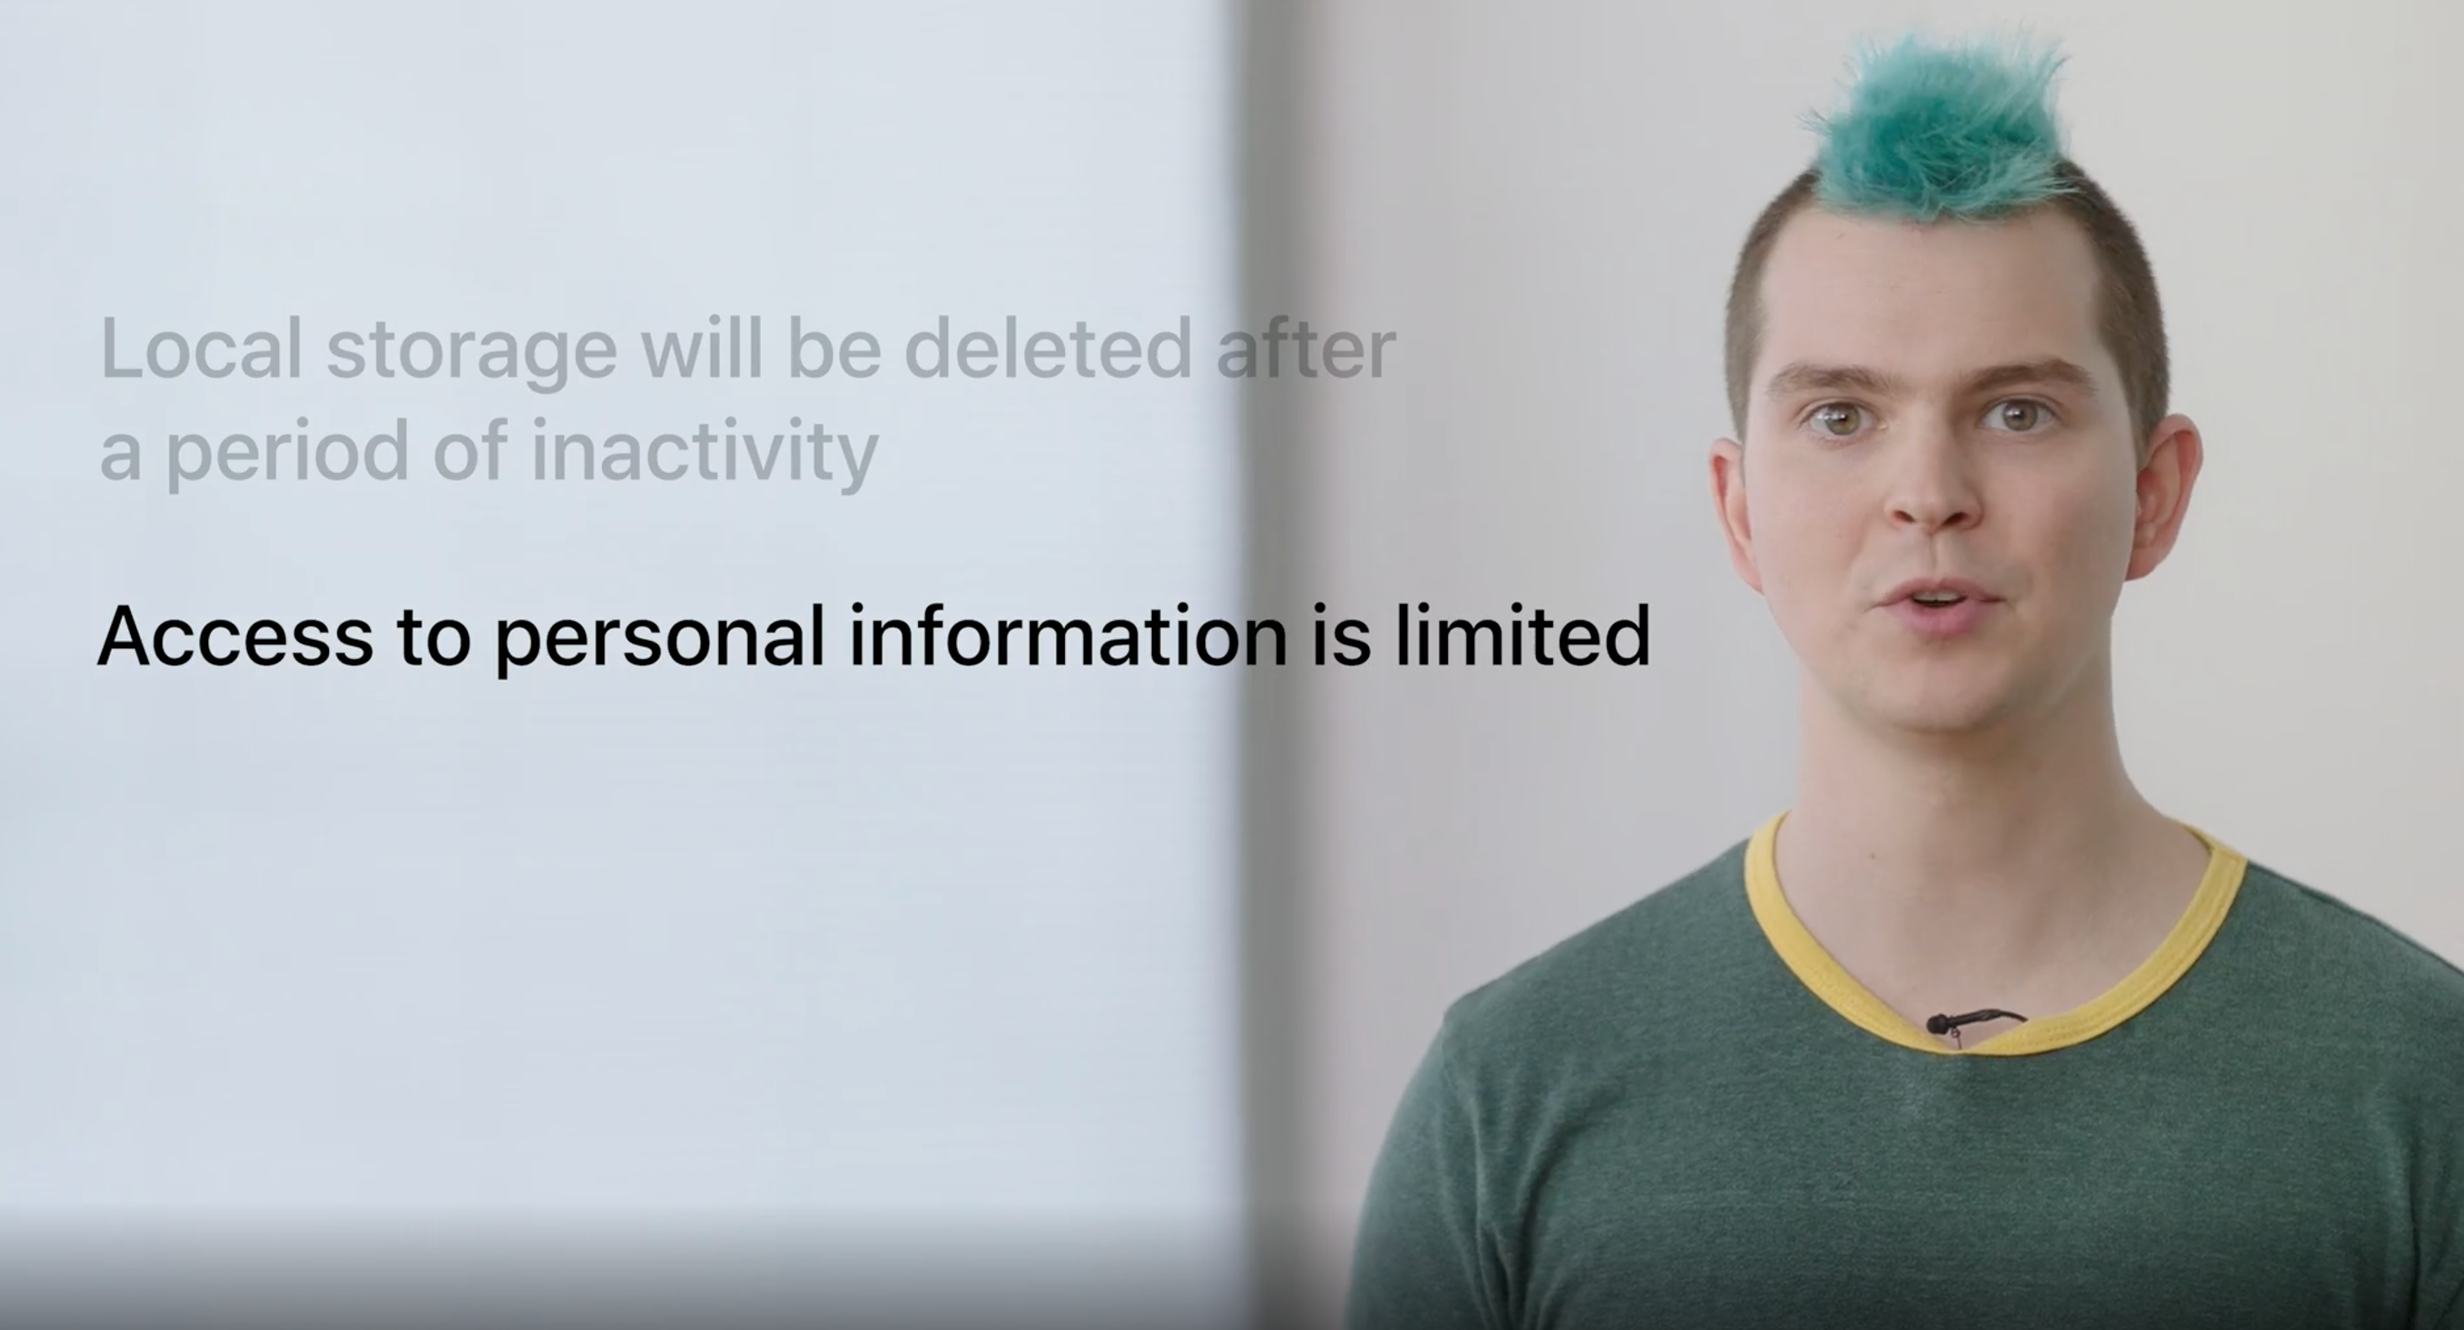 Local storage will be deleted after
a period of inactivity
Access to personal information is limited